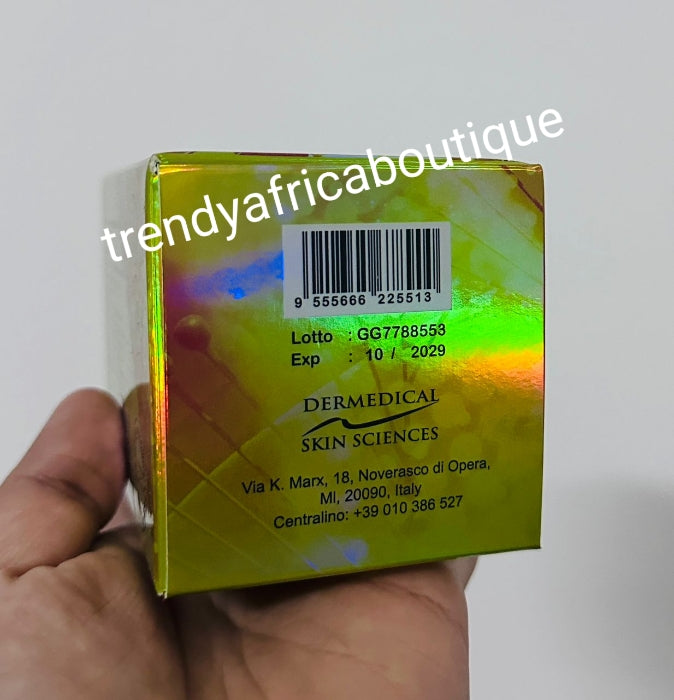 trendyafricaboutique
9 555666 225513
Lotto : GG7788553
Exp : 10 / 2029
DERMEDICAL
SKIN SCIENCES
Via K. Marx, 18, Noverasco di Opera,
MI, 20090, Italy
Centralino: +39 010 386 527